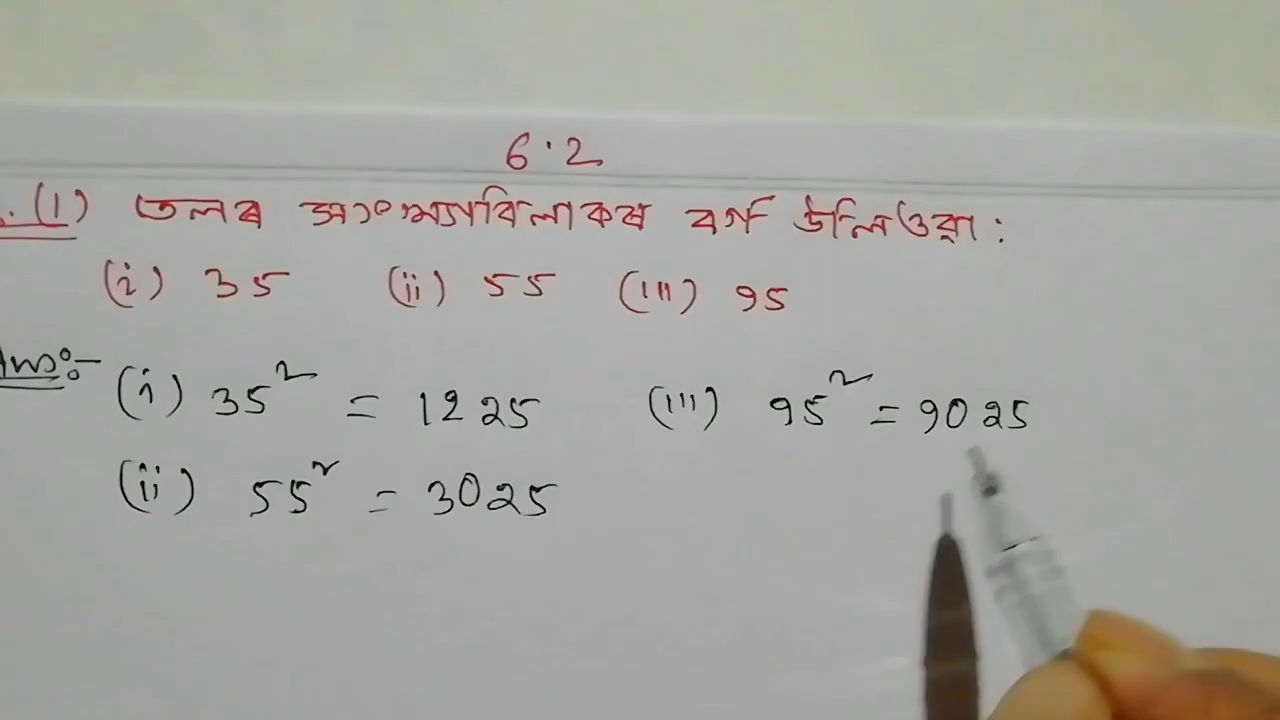 6.2
.(1) তলৰ সংখ্যাবিলাকৰ বৰ্গ উলিওৱা :
(i) 35 (ii) 55 (iii) 95
Ans:- (i) 35² = 1225 (iii) 95² = 9025
(ii) 55² = 3025